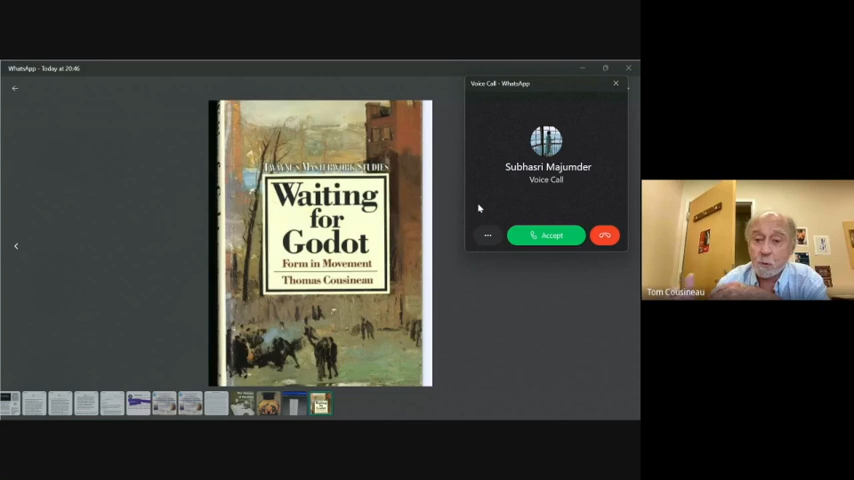 WhatsApp - Today at 20:46
Voice Call - WhatsApp
TWAYNE'S MASTERWORK STUDIES
Waiting
for
Godot
Form in Movement
Thomas Cousineau
Subhasri Majumder
Voice Call
Accept
Tom Cousineau